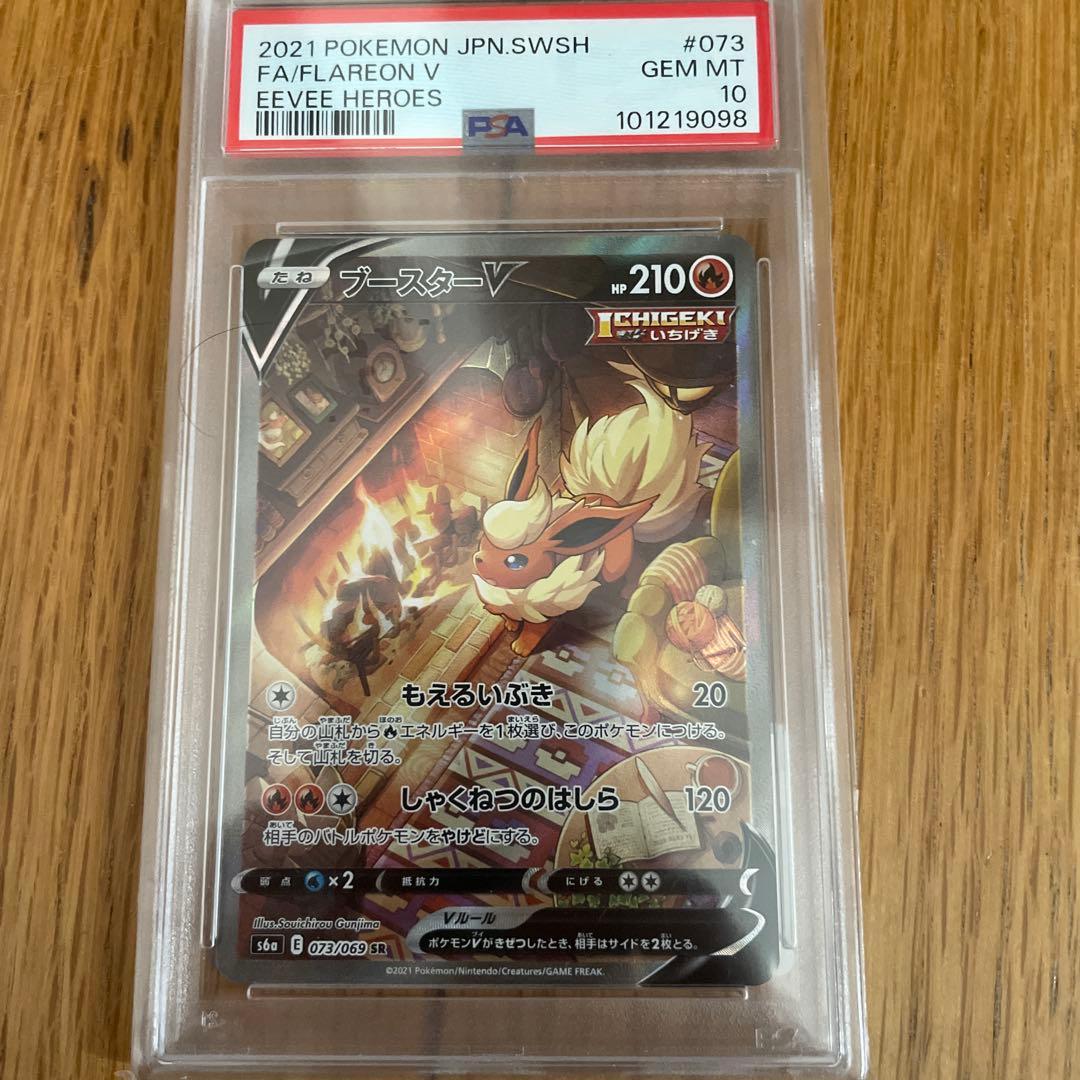 2021 POKEMON JPN.SWSH #073
FA/FLAREON V GEM MT
EEVEE HEROES 10
PSA 101219098
たね ブースターV HP 210
ICHIGEKI
いちげき
もえるいぶき 20
自分の山札から エネルギーを1枚選び、このポケモンにつける。
そして山札を切る。
しゃくねつのはしら 120
相手のバトルポケモンをやけどにする。
弱点 ×2 抵抗力 にげる
Illus.Souichirou Gunjima
Vルール
ポケモンVがきぜつしたとき、相手はサイドを2枚とる。
s6a E 073/069 SR
©2021 Pokémon/Nintendo/Creatures/GAME FREAK.